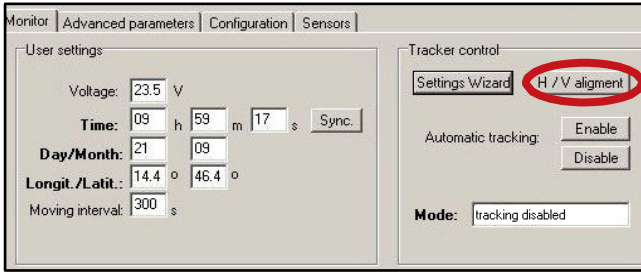 Monitor Advanced parameters Configuration Sensors
User settings
Voltage: 23.5 V
Time: 09 h 59 m 17 s Sync.
Day/Month: 21 09
Longit./Latit.: 14.4 ° 46.4 °
Moving interval: 300 s
Tracker control
Settings Wizard H / V aligment
Automatic tracking: Enable
Disable
Mode: tracking disabled